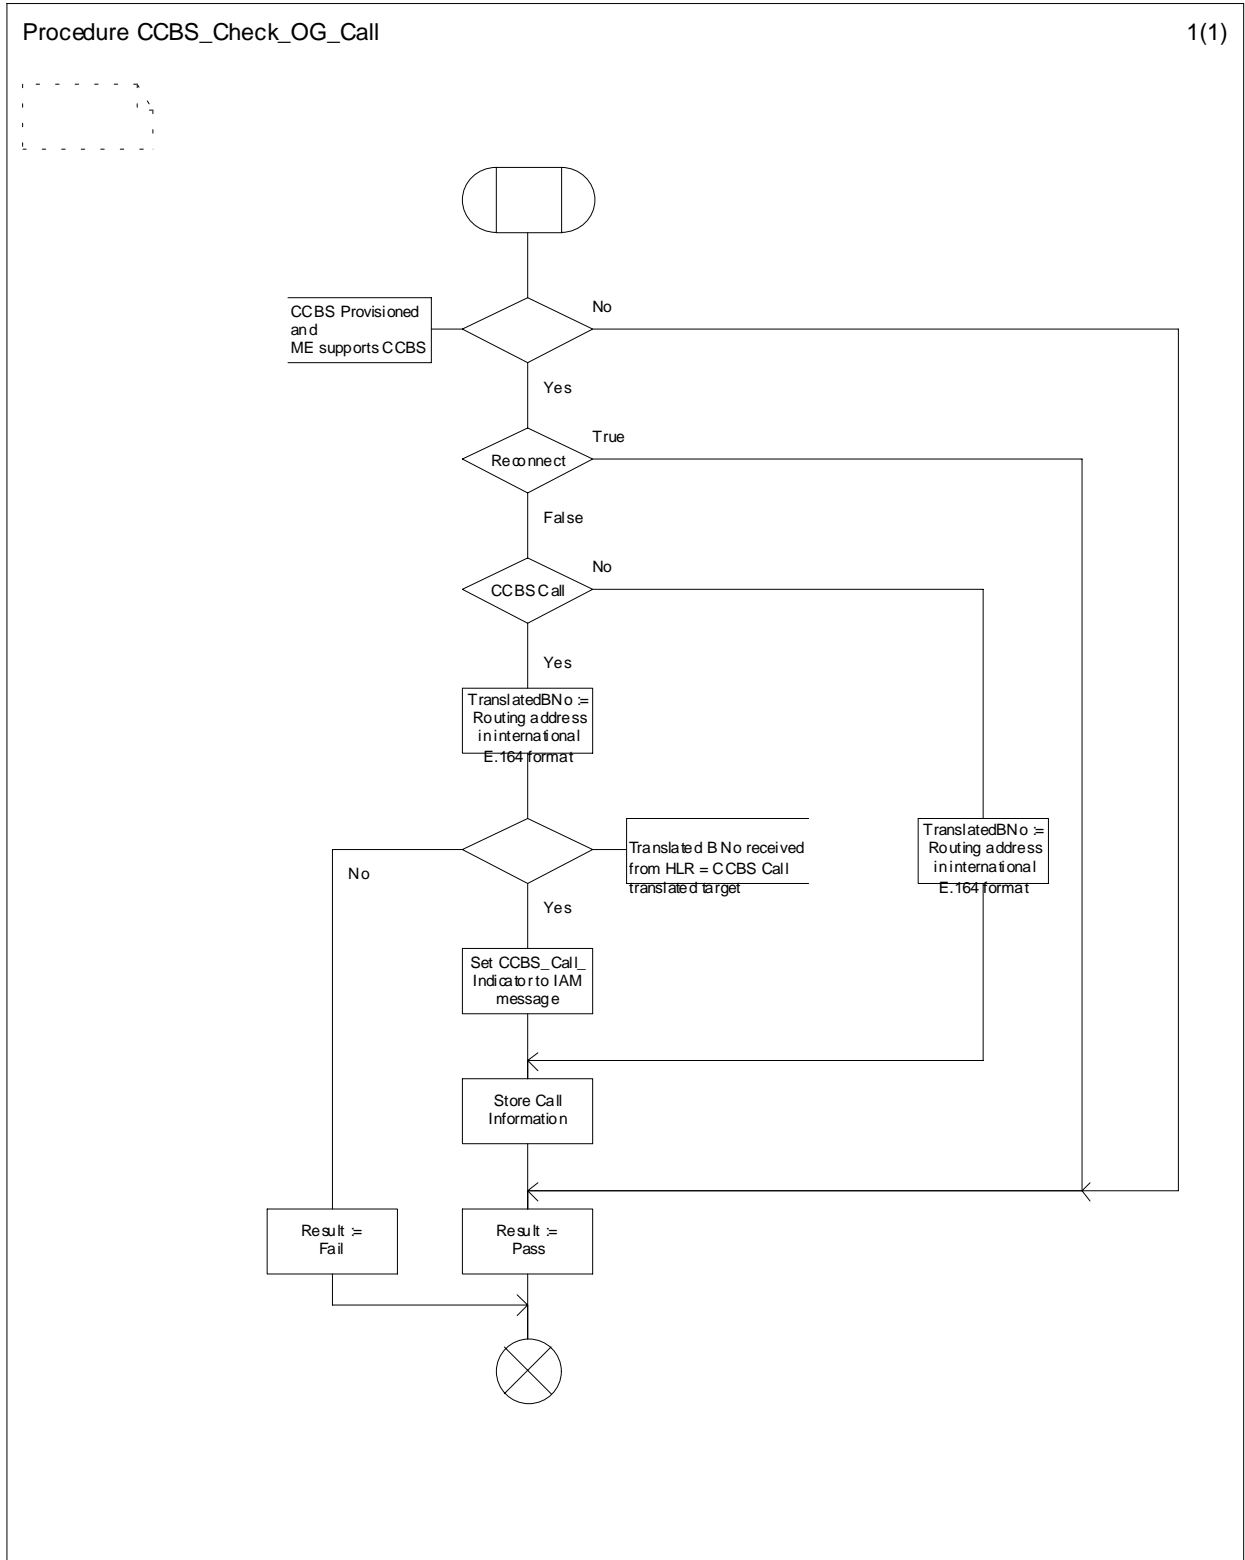 Procedure CCBS_Check_OG_Call
1(1)
CCBS Provisioned
and
ME supports CCBS
No
Yes
Reconnect
True
False
CCBS Call
No
Yes
TranslatedBNo :=
Routing address
in international
E.164 format
Translated B No received
from HLR = CCBS Call
translated target
TranslatedBNo :=
Routing address
in international
E.164 format
No
Yes
Set CCBS_Call_
Indicator to IAM
message
Store Call
Information
Result :=
Fail
Result :=
Pass